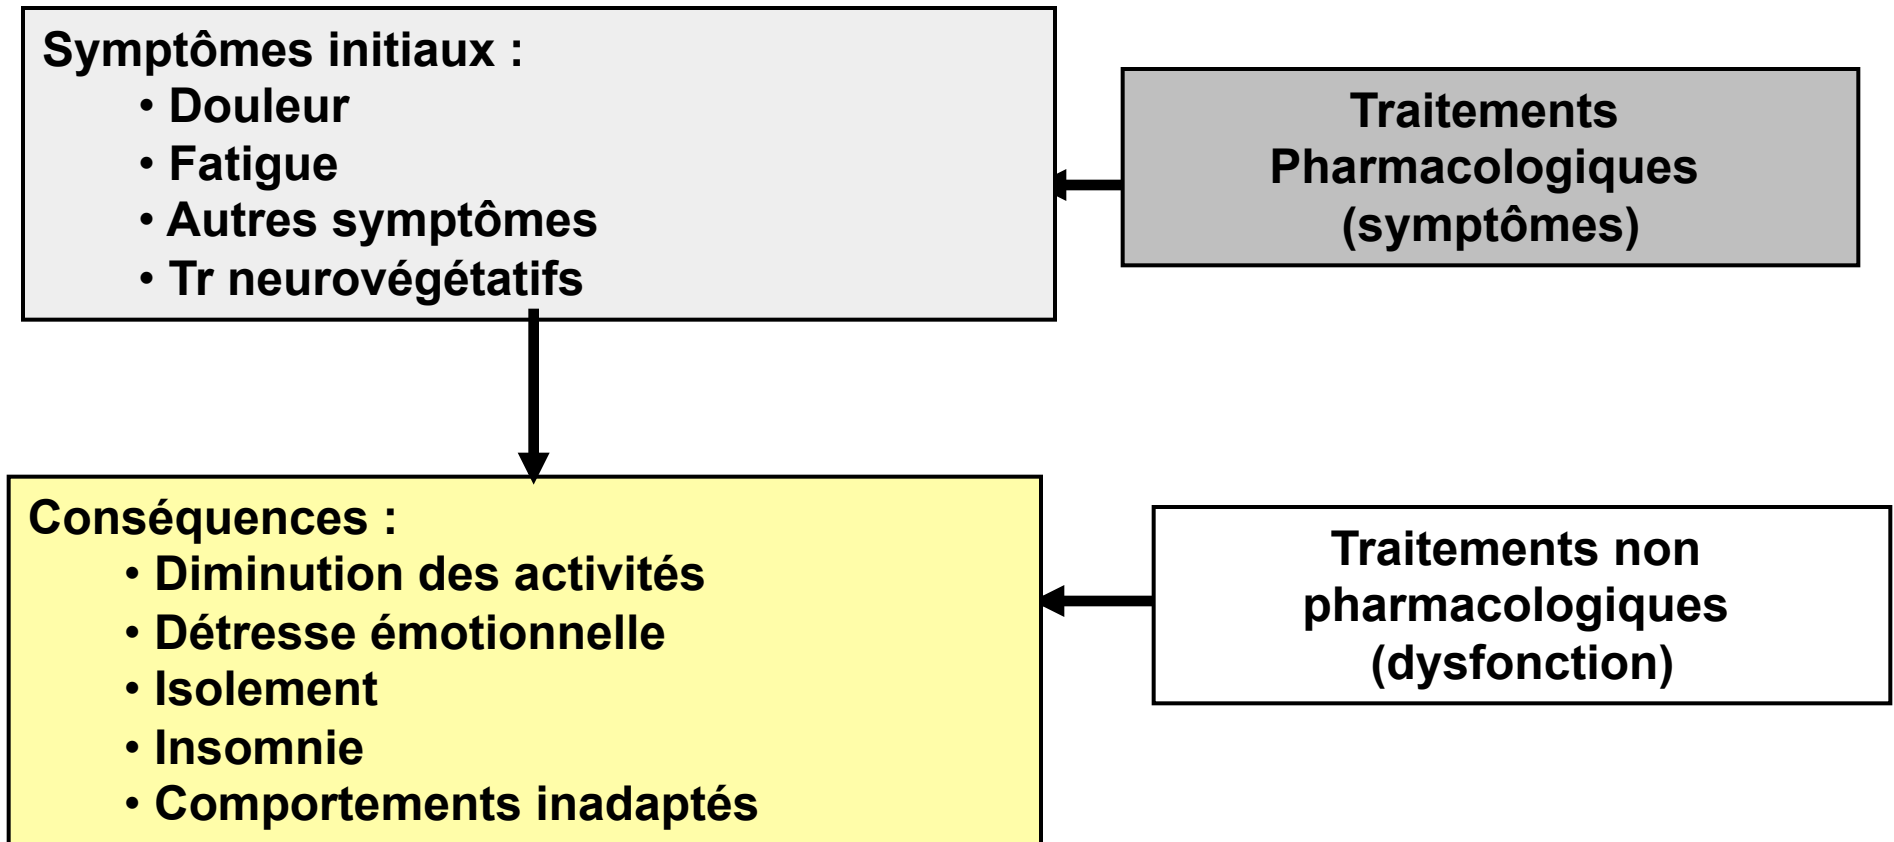 Symptômes initiaux :
• Douleur
• Fatigue
• Autres symptômes
• Tr neurovégétatifs
Traitements
Pharmacologiques
(symptômes)
Conséquences :
• Diminution des activités
• Détresse émotionnelle
• Isolement
• Insomnie
• Comportements inadaptés
Traitements non
pharmacologiques
(dysfonction)